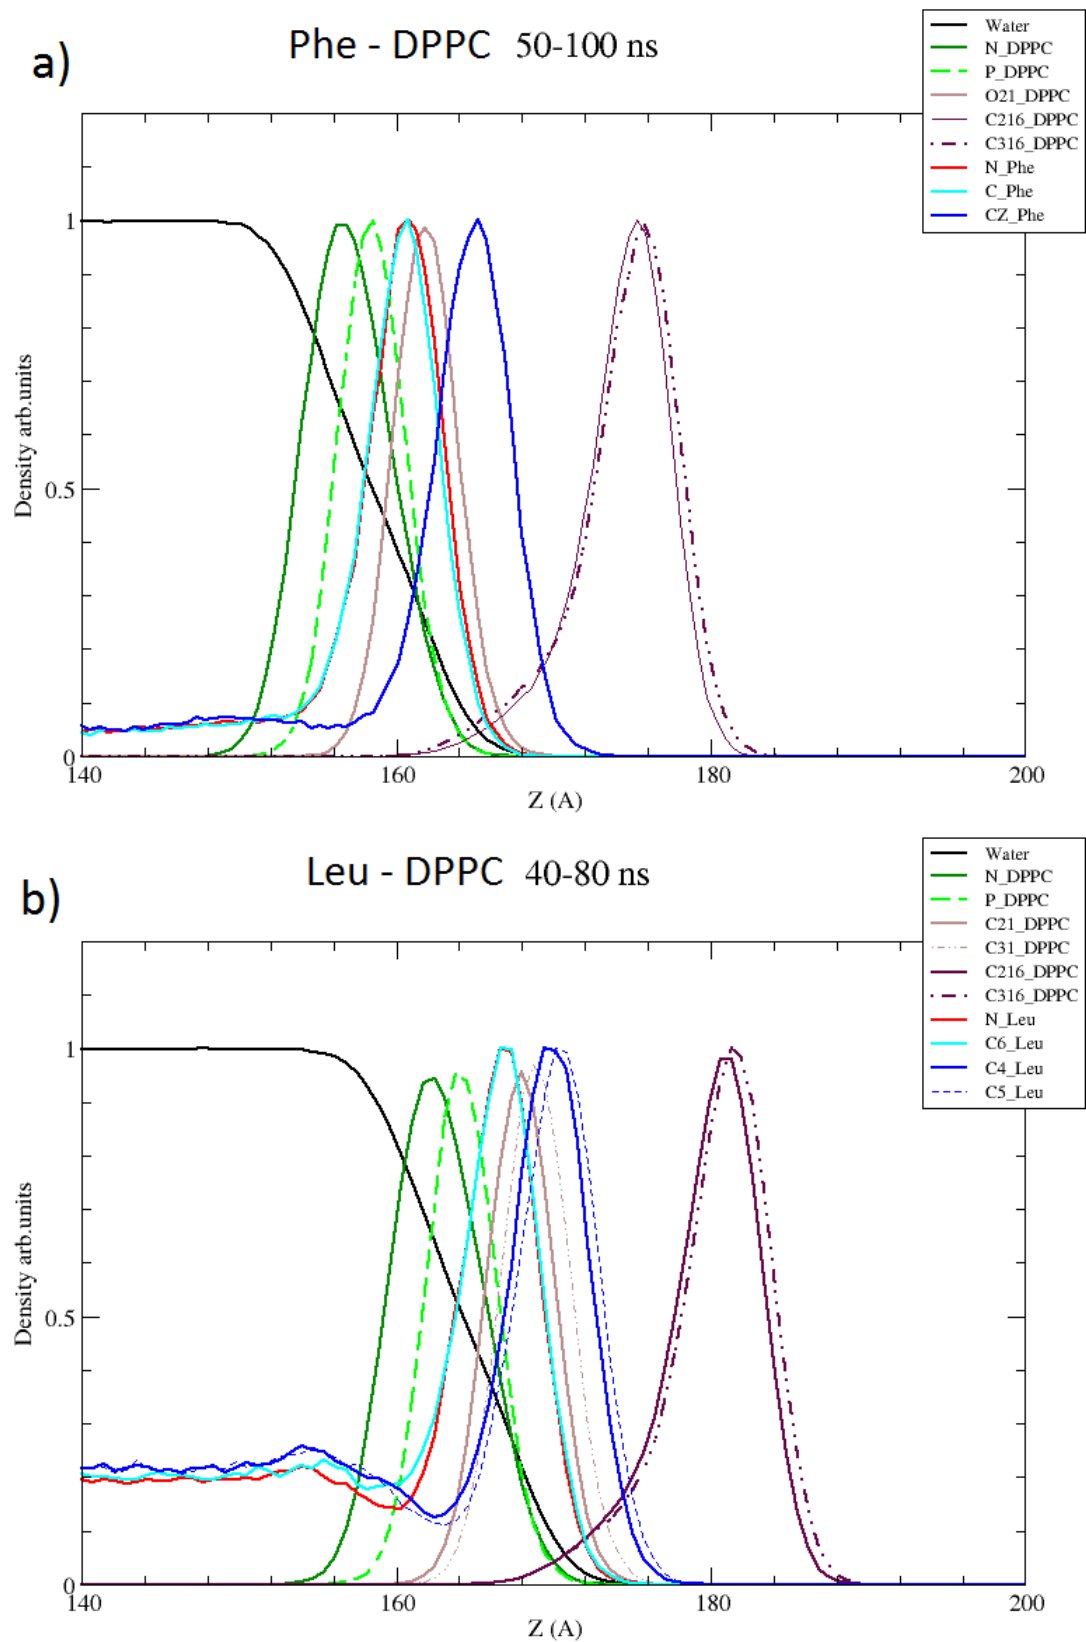 a)
Phe - DPPC 50-100 ns
Water
N_DPPC
P_DPPC
O21_DPPC
C216_DPPC
C316_DPPC
N_Phe
C_Phe
CZ_Phe
1
0.5
0
Density arb.units
140
160
180
200
Z (A)
b)
Leu - DPPC 40-80 ns
Water
N_DPPC
P_DPPC
C21_DPPC
C31_DPPC
C216_DPPC
C316_DPPC
N_Leu
C6_Leu
C4_Leu
C5_Leu
1
0.5
0
Density arb.units
140
160
180
200
Z (A)